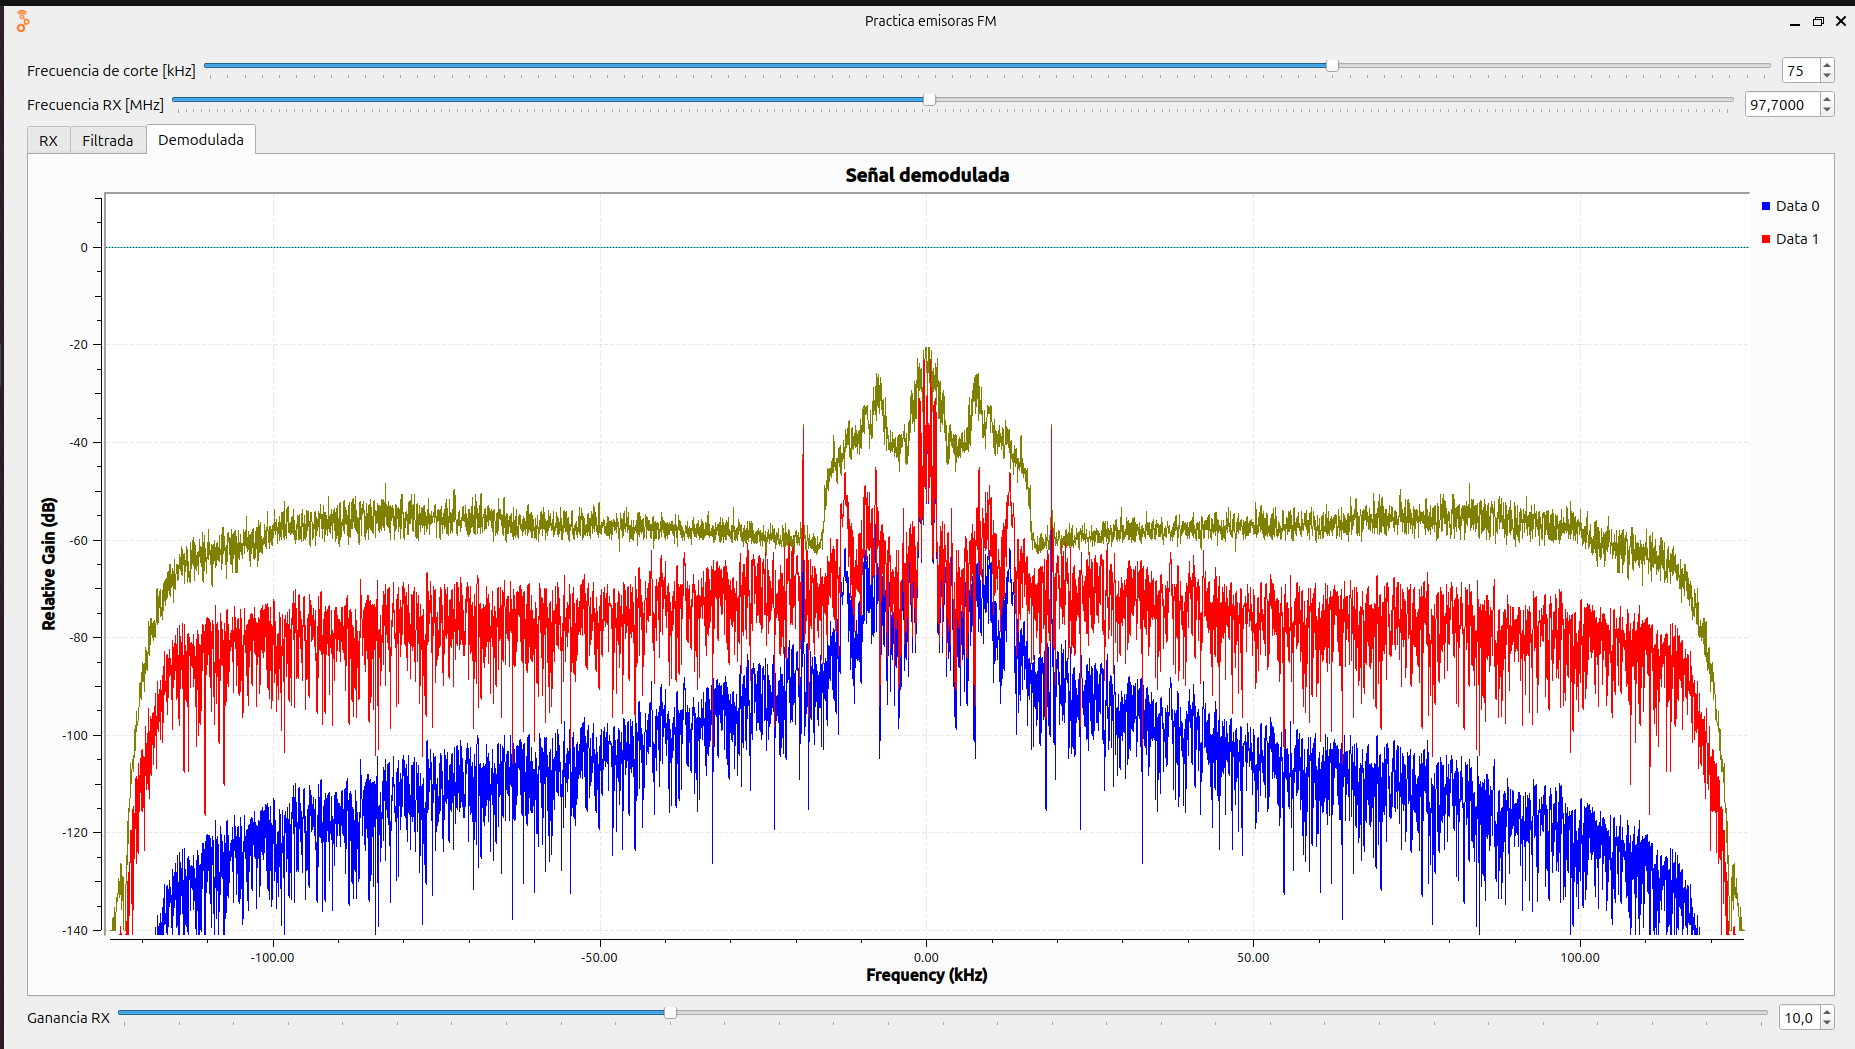 Practica emisoras FM
Frecuencia de corte [kHz]
75
Frecuencia RX [MHz]
97,7000
RX
Filtrada
Demodulada
Señal demodulada
Data 0
Data 1
Relative Gain (dB)
0
-20
-40
-60
-80
-100
-120
-140
-100.00
-50.00
0.00
50.00
100.00
Frequency (kHz)
Ganancia RX
10,0